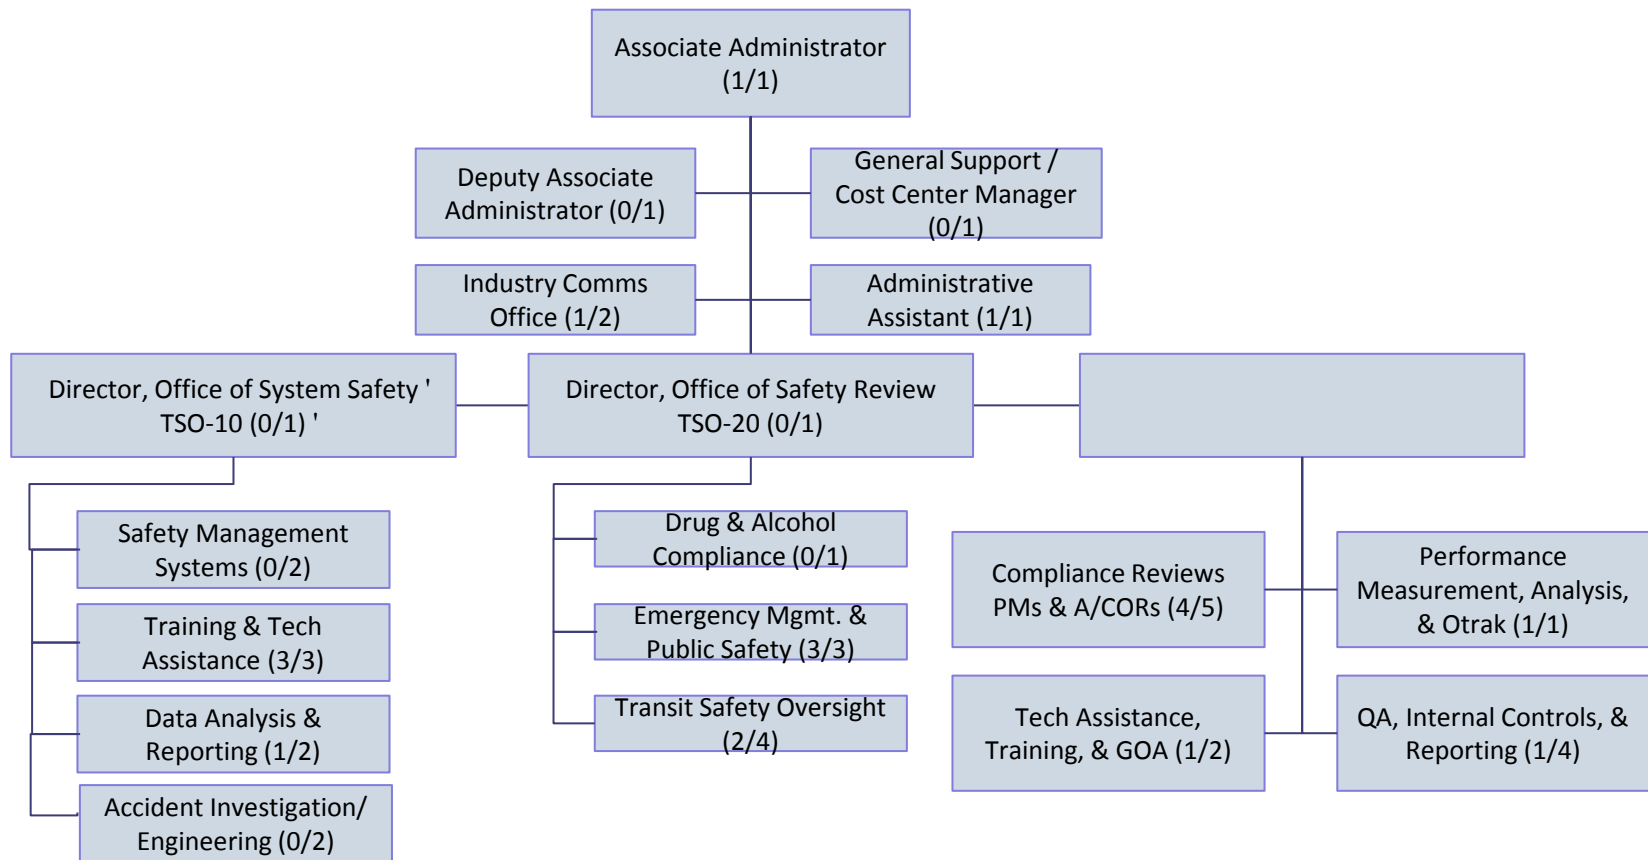 Associate Administrator
(1/1)
Deputy Associate
Administrator (0/1)
General Support /
Cost Center Manager
(0/1)
Industry Comms
Office (1/2)
Administrative
Assistant (1/1)
Director, Office of System Safety '
TSO-10 (0/1) '
Director, Office of Safety Review
TSO-20 (0/1)
Safety Management
Systems (0/2)
Training & Tech
Assistance (3/3)
Data Analysis &
Reporting (1/2)
Accident Investigation/
Engineering (0/2)
Drug & Alcohol
Compliance (0/1)
Emergency Mgmt. &
Public Safety (3/3)
Transit Safety Oversight
(2/4)
Compliance Reviews
PMs & A/CORs (4/5)
Performance
Measurement, Analysis,
& Otrak (1/1)
Tech Assistance,
Training, & GOA (1/2)
QA, Internal Controls, &
Reporting (1/4)